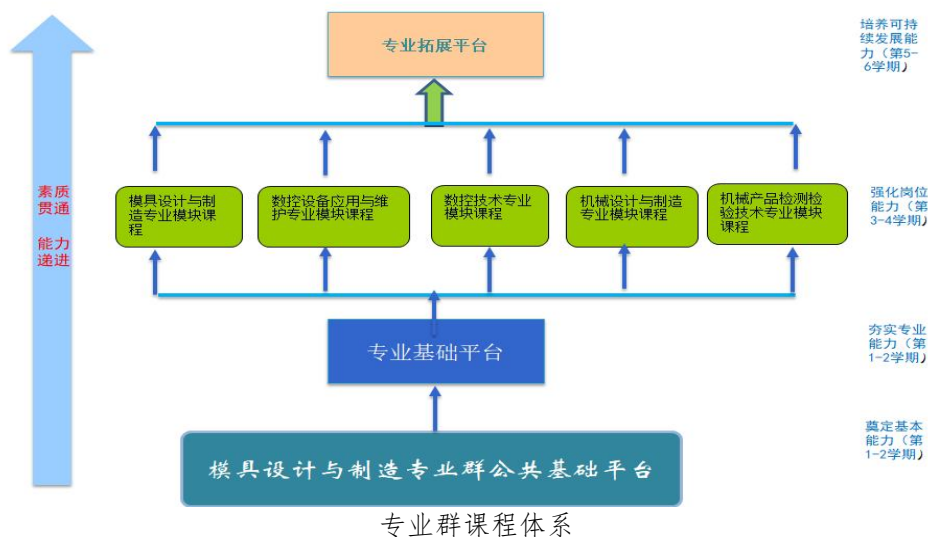 专业拓展平台
培养可持
续发展能
力（第5-
6学期）
素质
贯通
能力
递进
模具设计与制
造专业模块课
程
数控设备应用与维
护专业模块课程
数控技术专业
模块课程
机械设计与制造
专业模块课程
机械产品检测检
验技术专业模块
课程
强化岗位
能力（第
3-4学期）
专业基础平台
夯实专业
能力（第
1-2学期）
模具设计与制造专业群公共基础平台
奠定基本
能力（第
1-2学期）
专业群课程体系